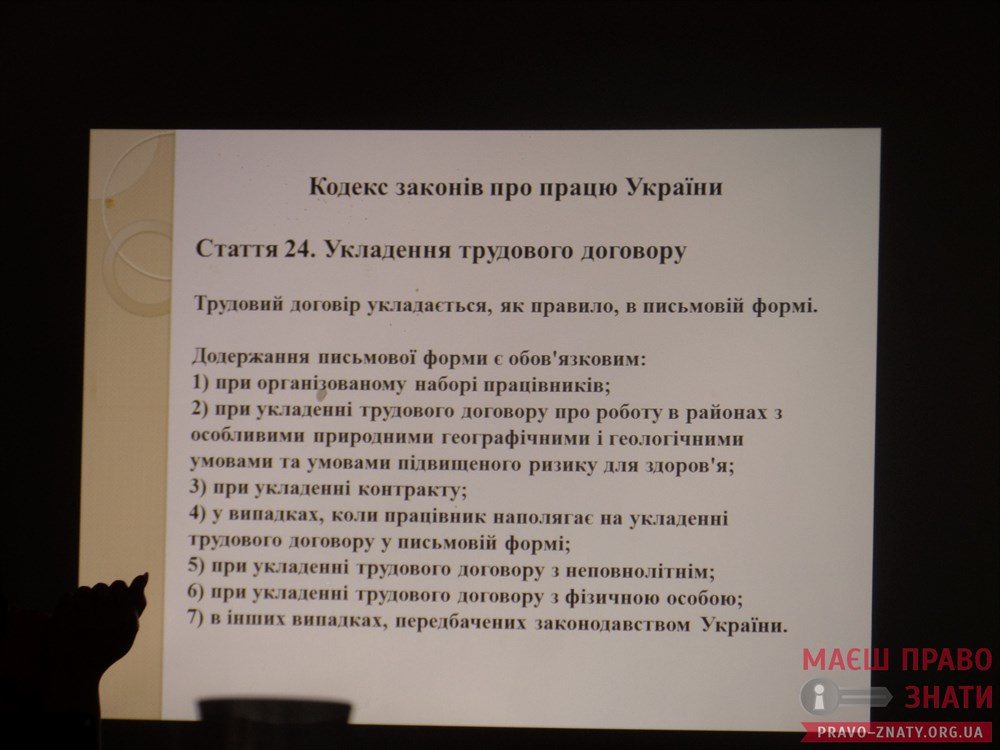 Кодекс законів про працю України
Стаття 24. Укладення трудового договору
Трудовий договір укладається, як правило, в письмовій формі.
Додержання письмової форми є обов'язковим:
1) при організованому наборі працівників;
2) при укладенні трудового договору про роботу в районах з
особливими природними географічними і геологічними
умовами та умовами підвищеного ризику для здоров'я;
3) при укладенні контракту;
4) у випадках, коли працівник наполягає на укладенні
трудового договору у письмовій формі;
5) при укладенні трудового договору з неповнолітнім;
6) при укладенні трудового договору з фізичною особою;
7) в інших випадках, передбачених законодавством України.
МАЄШ ПРАВО
ЗНАТИ
PRAVO-ZNATY.ORG.UA